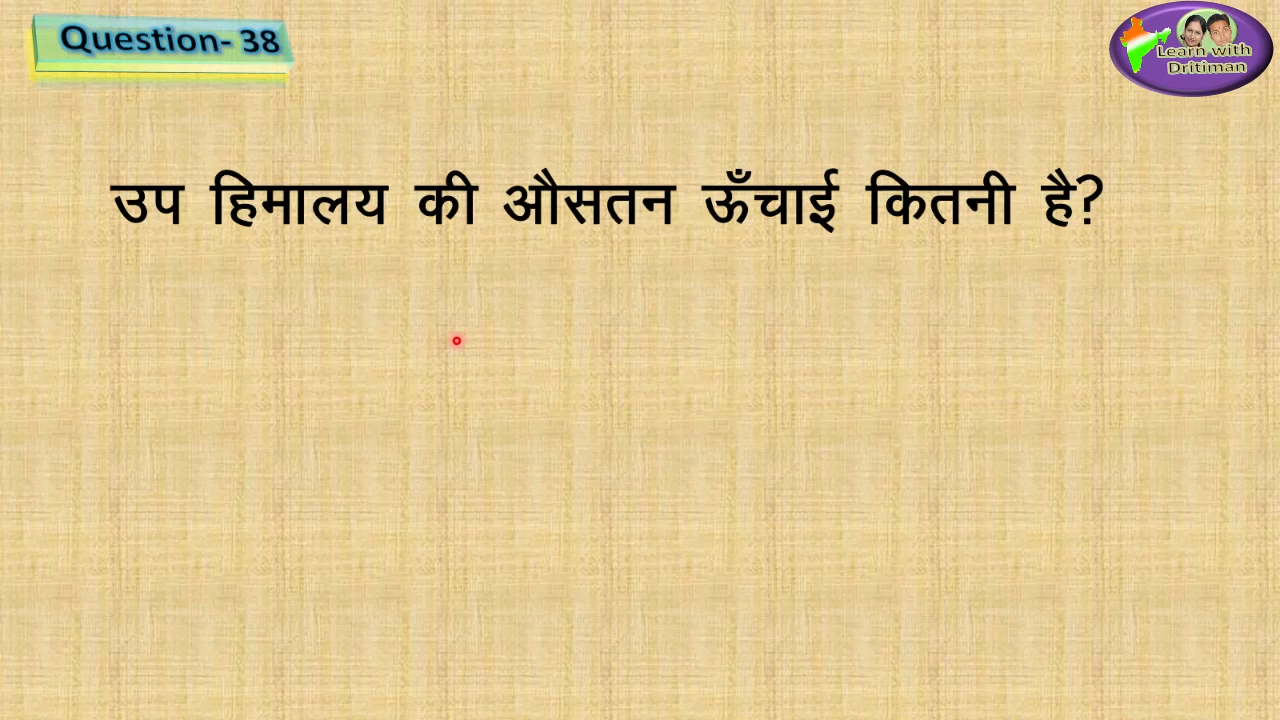 Question- 38
Learn with
Dritiman
उप हिमालय की औसतन ऊँचाई कितनी है?